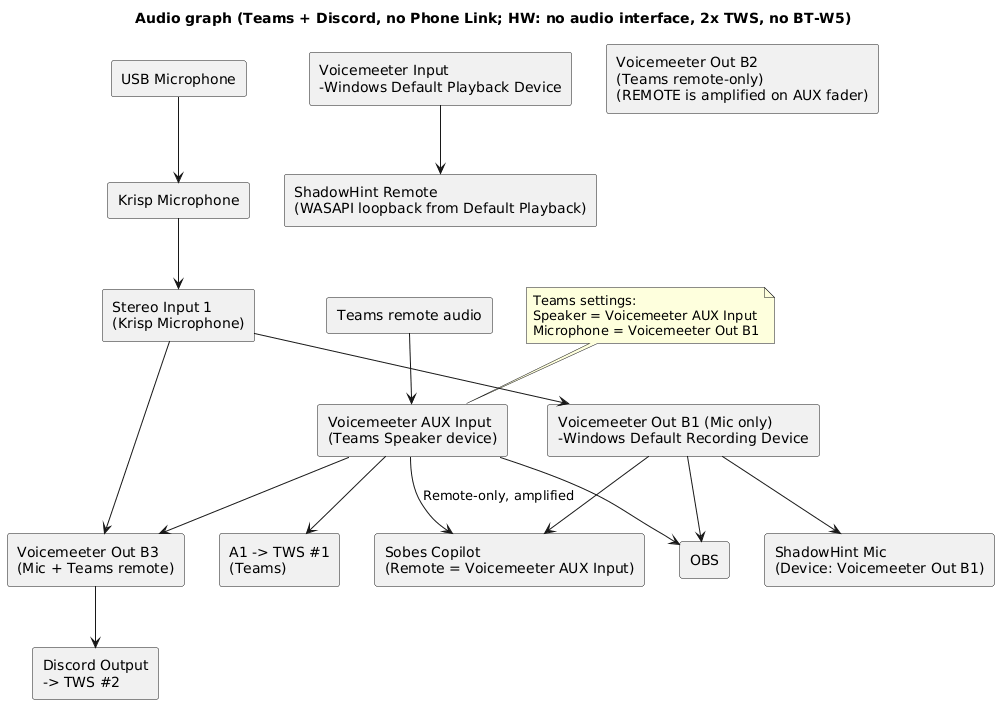 Audio graph (Teams + Discord, no Phone Link; HW: no audio interface, 2x TWS, no BT-W5)
USB Microphone
Voicemeeter Input
-Windows Default Playback Device
Voicemeeter Out B2
(Teams remote-only)
(REMOTE is amplified on AUX fader)
Krisp Microphone
ShadowHint Remote
(WASAPI loopback from Default Playback)
Stereo Input 1
(Krisp Microphone)
Teams remote audio
Teams settings:
Speaker = Voicemeeter AUX Input
Microphone = Voicemeeter Out B1
Voicemeeter AUX Input
(Teams Speaker device)
Voicemeeter Out B1 (Mic only)
-Windows Default Recording Device
Remote-only, amplified
Voicemeeter Out B3
(Mic + Teams remote)
A1 -> TWS #1
(Teams)
Sobes Copilot
(Remote = Voicemeeter AUX Input)
OBS
ShadowHint Mic
(Device: Voicemeeter Out B1)
Discord Output
-> TWS #2